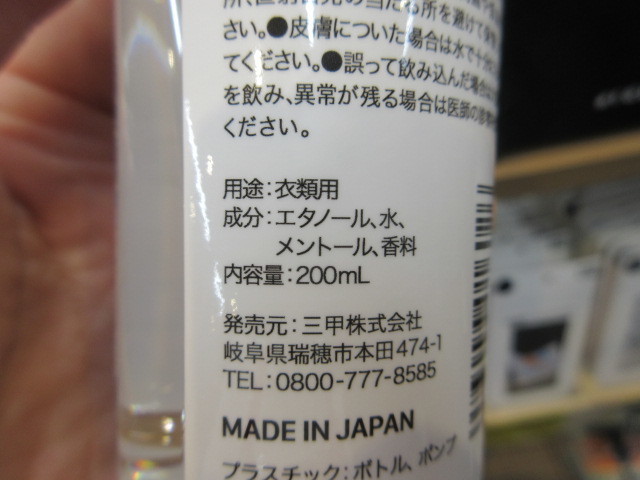 さい。●皮膚についた場合は水で十分
てください。●誤って飲み込んだ場合は
を飲み、異常が残る場合は医師の
ください。
用途：衣類用
成分：エタノール、水、
メントール、香料
内容量：200mL
発売元：三甲株式会社
岐阜県瑞穂市本田474-1
TEL：0800-777-8585
MADE IN JAPAN
プラスチック：ボトル、ポンプ